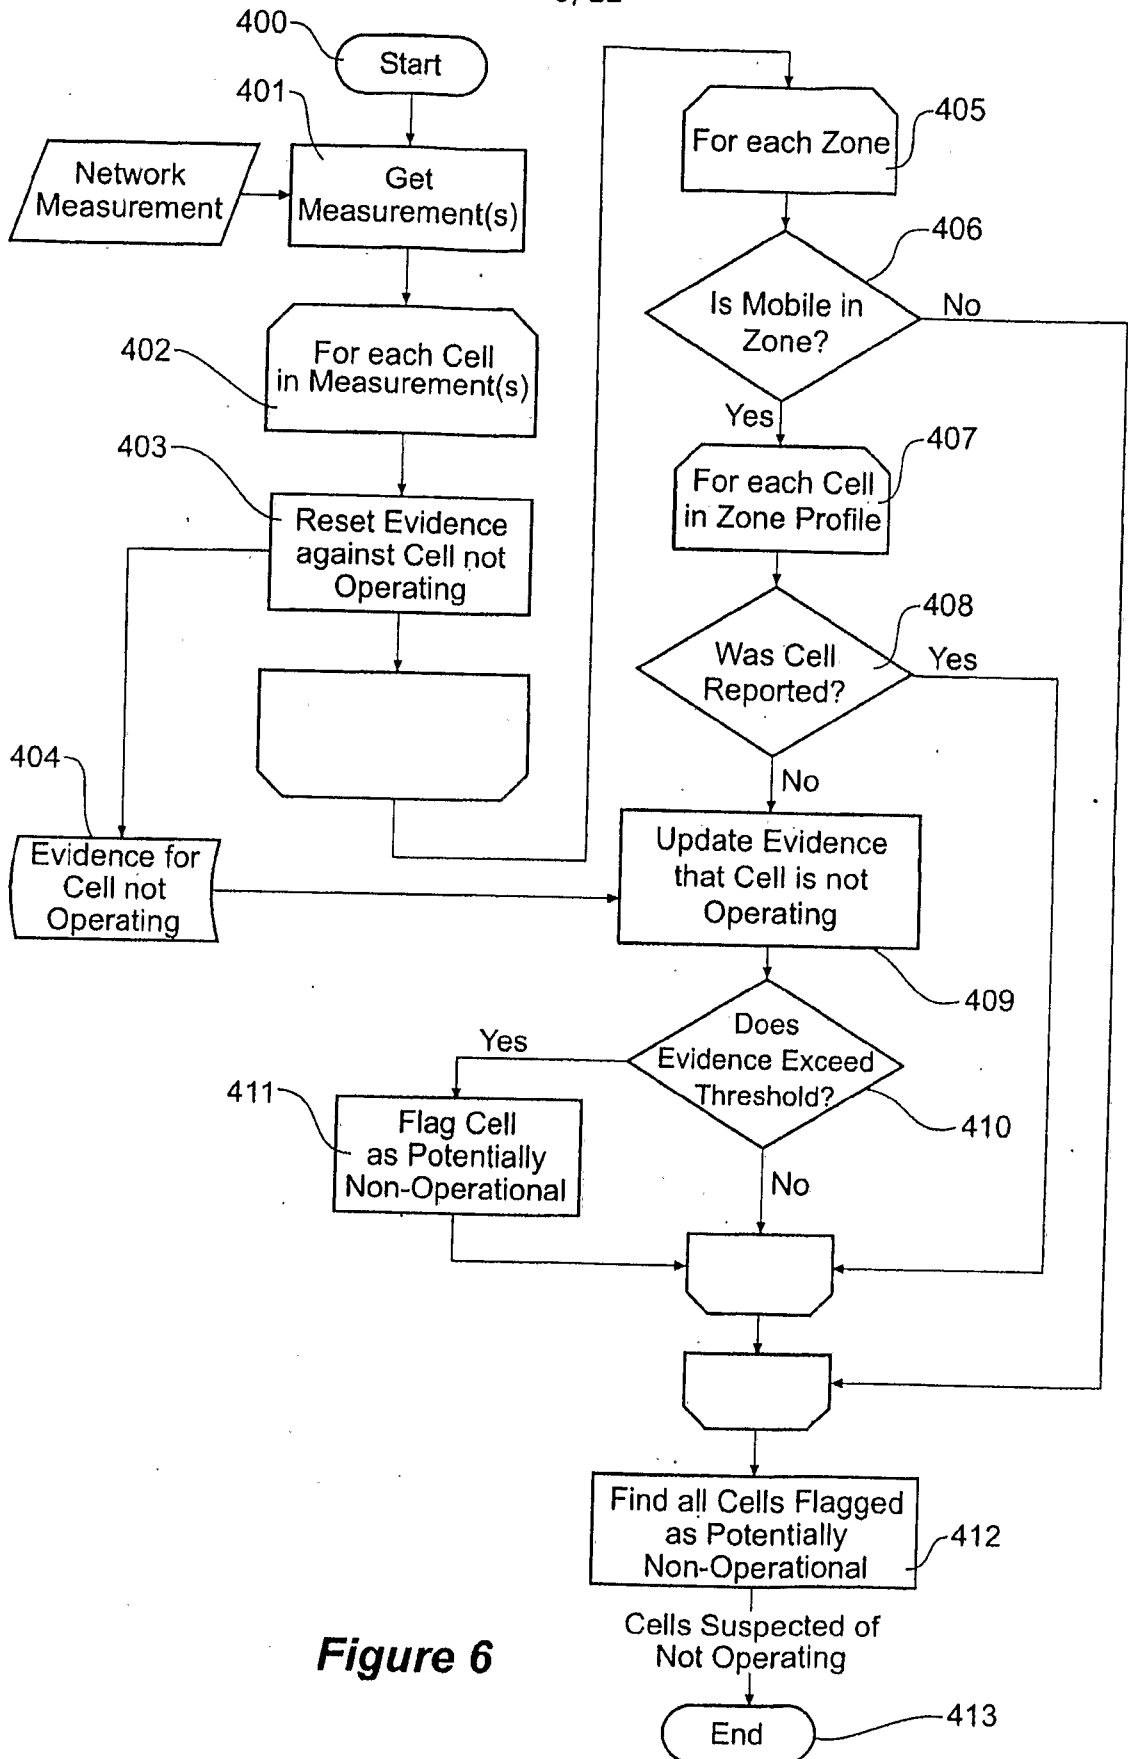 400
Start
401
Network
Measurement
Get
Measurement(s)
402
For each Cell
in Measurement(s)
403
Reset Evidence
against Cell not
Operating
404
Evidence for
Cell not
Operating
For each Zone
405
406
Is Mobile in
Zone?
No
Yes
407
For each Cell
in Zone Profile
408
Was Cell
Reported?
Yes
No
Update Evidence
that Cell is not
Operating
409
Does
Evidence Exceed
Threshold?
Yes
410
411
Flag Cell
as Potentially
Non-Operational
No
Find all Cells Flagged
as Potentially
Non-Operational
412
Cells Suspected of
Not Operating
Figure 6
End
413